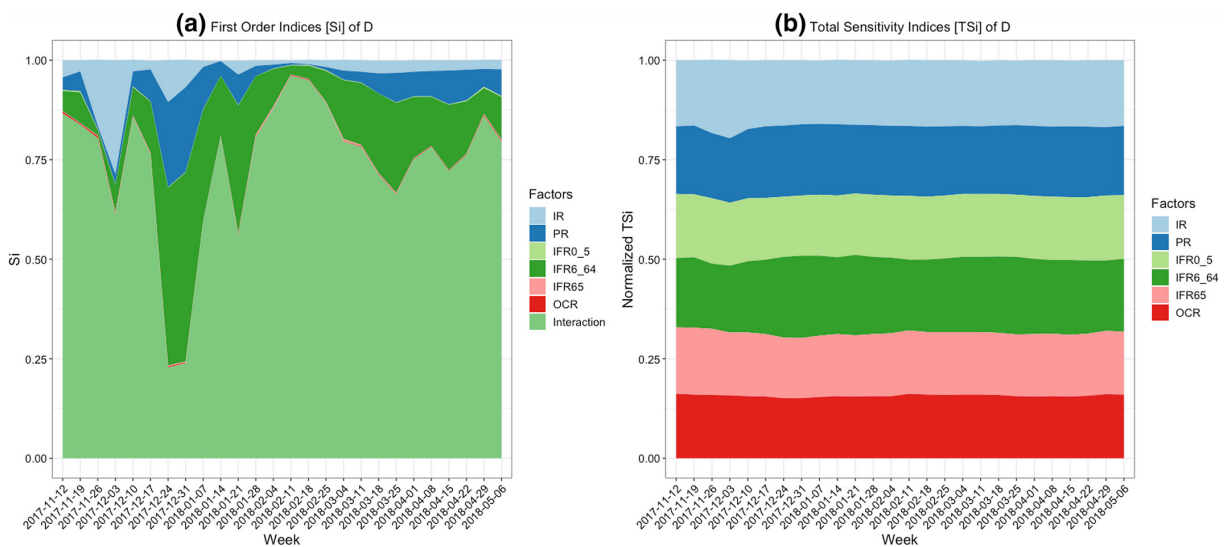 (a) First Order Indices [Si] of D
1.00
0.75
0.50
0.25
0.00
Si
2017-11-12
2017-11-19
2017-11-26
2017-12-03
2017-12-10
2017-12-17
2017-12-24
2017-12-31
2018-01-07
2018-01-14
2018-01-21
2018-01-28
2018-02-04
2018-02-11
2018-02-18
2018-02-25
2018-03-04
2018-03-11
2018-03-18
2018-03-25
2018-04-01
2018-04-08
2018-04-15
2018-04-22
2018-04-29
2018-05-06
Week
Factors
IR
PR
IFR0_5
IFR6_64
IFR65
OCR
Interaction
(b) Total Sensitivity Indices [TSi] of D
1.00
0.75
0.50
0.25
0.00
Normalized TSi
2017-11-12
2017-11-19
2017-11-26
2017-12-03
2017-12-10
2017-12-17
2017-12-24
2017-12-31
2018-01-07
2018-01-14
2018-01-21
2018-01-28
2018-02-04
2018-02-11
2018-02-18
2018-02-25
2018-03-04
2018-03-11
2018-03-18
2018-03-25
2018-04-01
2018-04-08
2018-04-15
2018-04-22
2018-04-29
2018-05-06
Week
Factors
IR
PR
IFR0_5
IFR6_64
IFR65
OCR